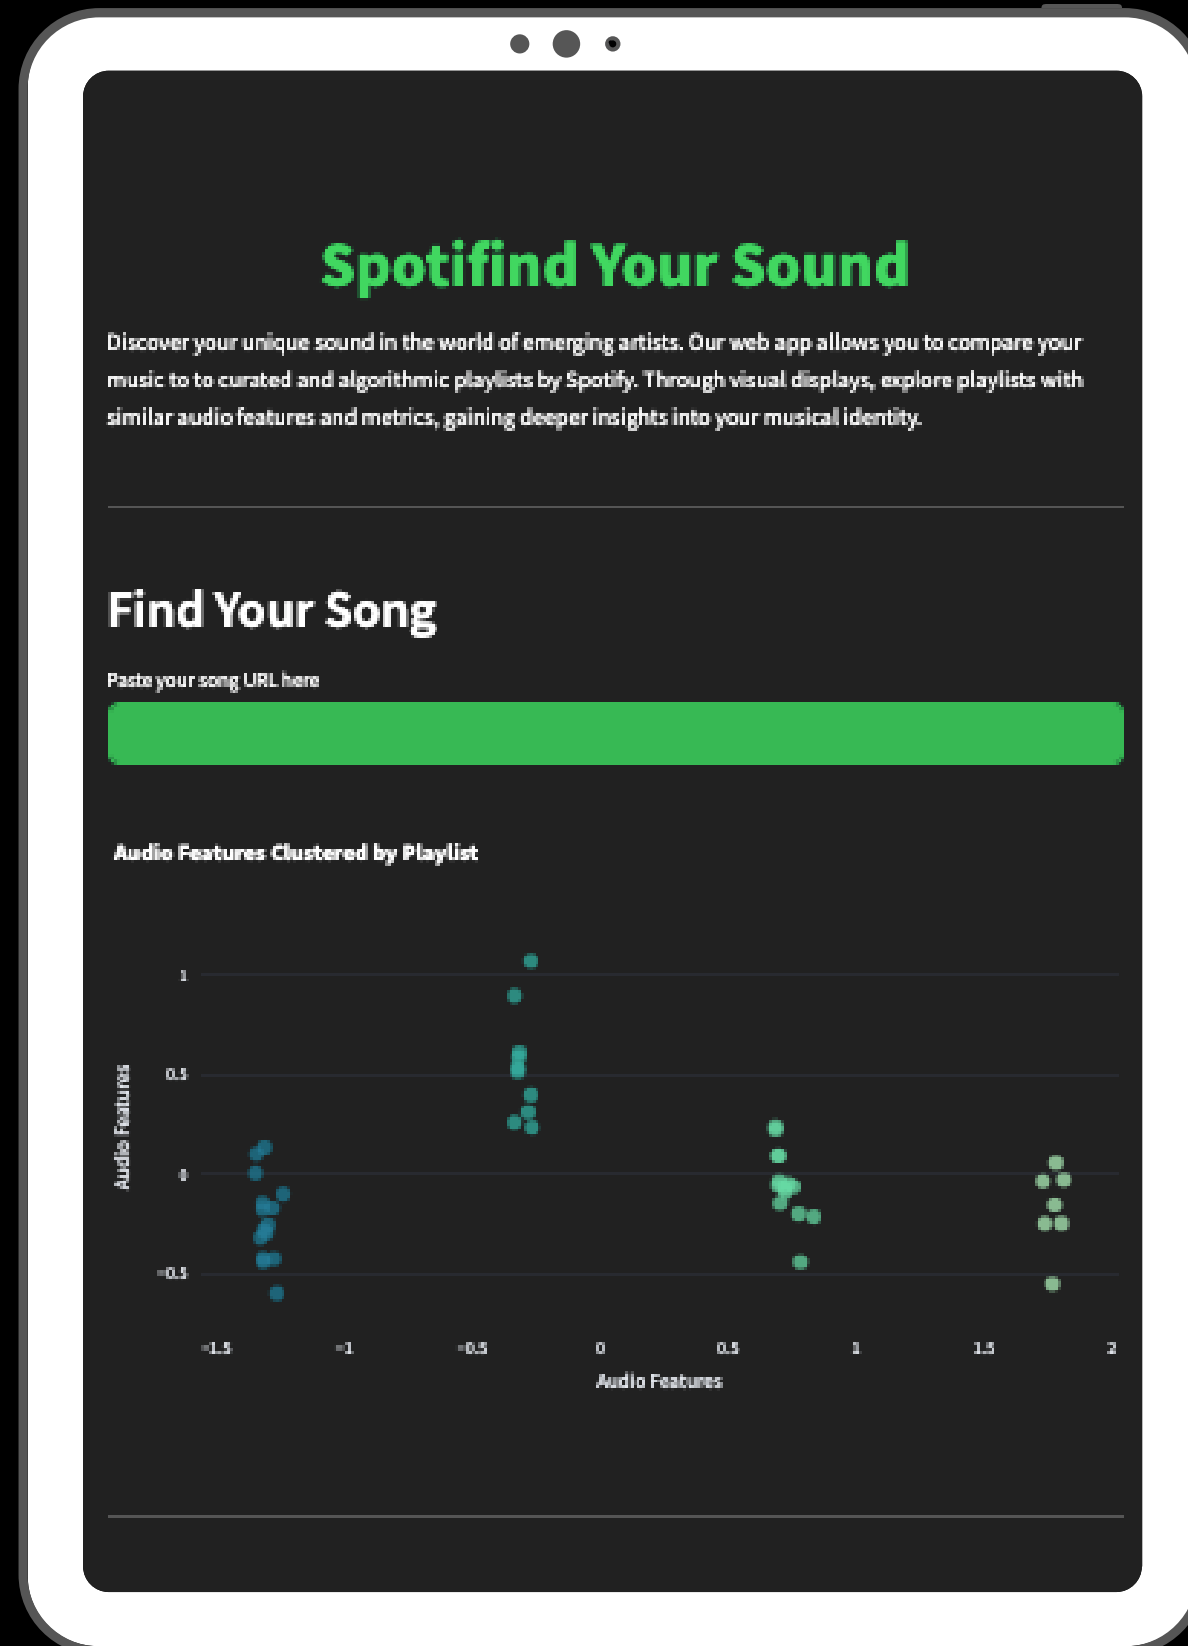 Spotifind Your Sound
Discover your unique sound in the world of emerging artists. Our web app allows you to compare your
music to to curated and algorithmic playlists by Spotify. Through visual displays, explore playlists with
similar audio features and metrics, gaining deeper insights into your musical identity.
Find Your Song
Paste your song URL here
Audio Features Clustered by Playlist
Audio Features
1
0.5
0
−0.5
−1.5 −1 −0.5 0 0.5 1 1.5 2
Audio Features